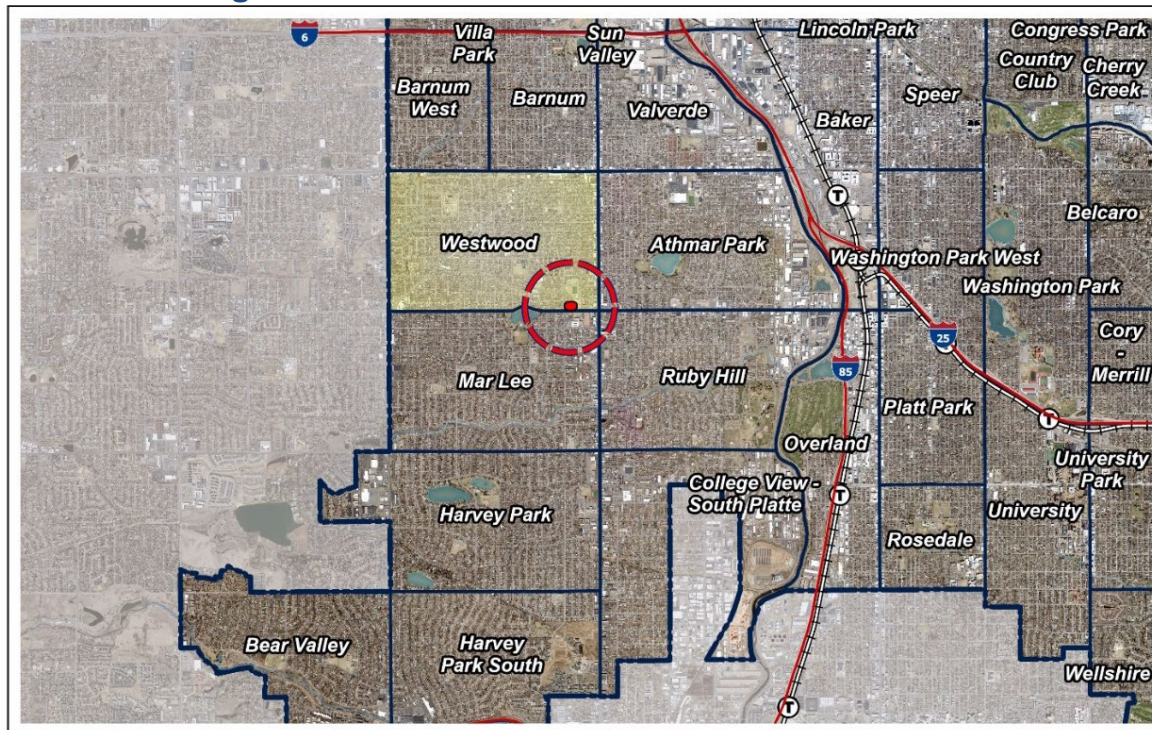 6
Villa
Park
Sun
Valley
Lincoln Park
Congress Park
Country
Club
Cherry
Creek
Barnum
West
Barnum
Valverde
Baker
Speer
T
Belcaro
Westwood
Athmar Park
Washington Park West
Washington Park
25
Cory
-
Merrill
Mar Lee
Ruby Hill
85
Platt Park
T
Overland
University
Park
College View -
South Platte
T
Harvey Park
University
Rosedale
Bear Valley
Harvey
Park South
Wellshire
T